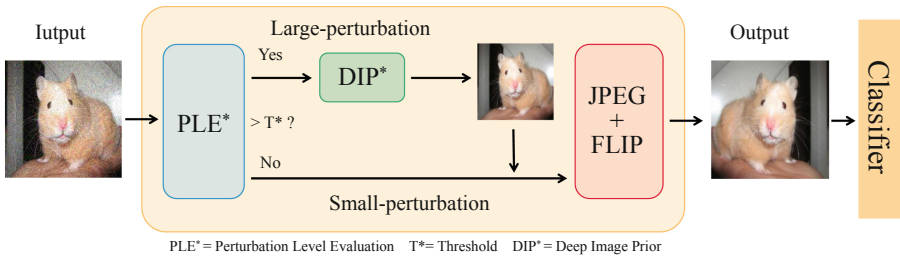 Iutput
Large-perturbation
Output
Yes
DIP*
PLE*
> T* ?
JPEG
+
FLIP
No
Small-perturbation
Classifier
PLE* = Perturbation Level Evaluation T*= Threshold DIP* = Deep Image Prior